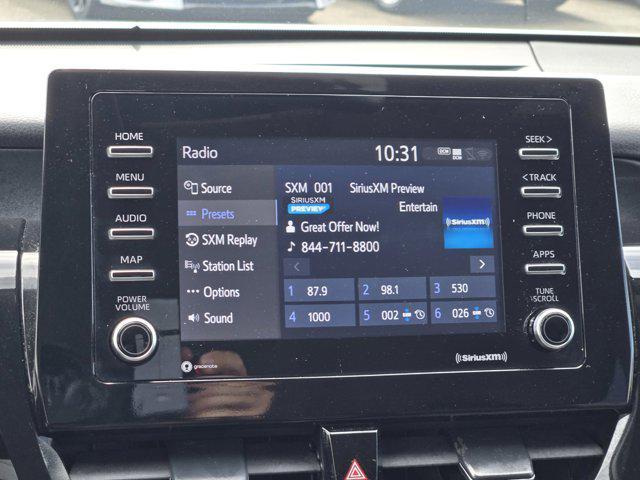 HOME
MENU
AUDIO
MAP
POWER
VOLUME
Radio
10:31
DCM
DCM
Source
Presets
SXM Replay
Station List
Options
Sound
SXM 001 SiriusXM Preview
SIRIUSXM
PREVIEW
Entertain
Great Offer Now!
844-711-8800
SiriusXM
1 87.9 2 98.1 3 530
4 1000 5 002 6 026
SEEK >
< TRACK
PHONE
APPS
TUNE
SCROLL
gracenote
SiriusXM